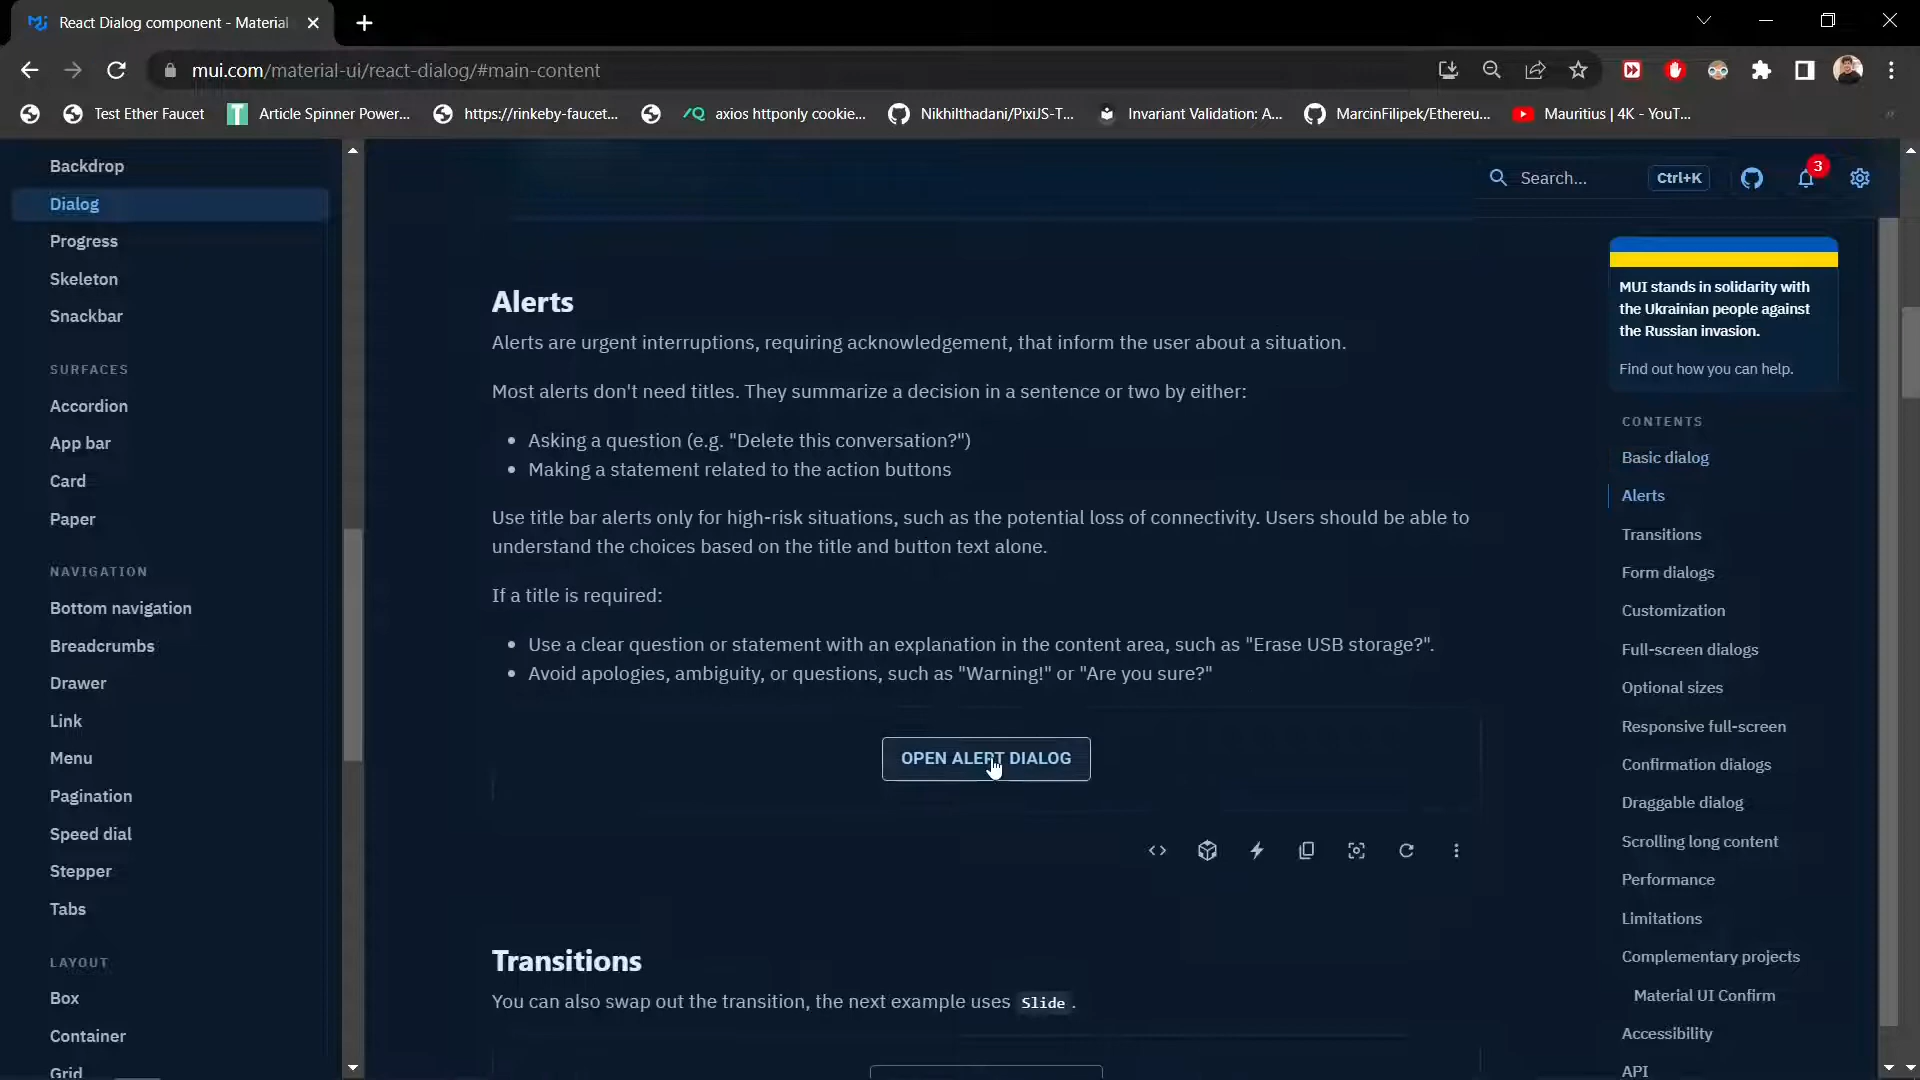 React Dialog component - Material
mui.com/material-ui/react-dialog/#main-content
Test Ether Faucet
Article Spinner Power...
https://rinkeby-faucet...
axios httponly cookie...
Nikhilthadani/PixiJS-T...
Invariant Validation: A...
MarcinFilipek/Ethereu...
Mauritius | 4K - YouT...
Search...
Ctrl+K
3
Backdrop
Dialog
Progress
Skeleton
Snackbar
SURFACES
Accordion
App bar
Card
Paper
NAVIGATION
Bottom navigation
Breadcrumbs
Drawer
Link
Menu
Pagination
Speed dial
Stepper
Tabs
LAYOUT
Box
Container
Grid
Alerts
Alerts are urgent interruptions, requiring acknowledgement, that inform the user about a situation.
Most alerts don't need titles. They summarize a decision in a sentence or two by either:
• Asking a question (e.g. "Delete this conversation?")
• Making a statement related to the action buttons
Use title bar alerts only for high-risk situations, such as the potential loss of connectivity. Users should be able to
understand the choices based on the title and button text alone.
If a title is required:
• Use a clear question or statement with an explanation in the content area, such as "Erase USB storage?".
• Avoid apologies, ambiguity, or questions, such as "Warning!" or "Are you sure?"
OPEN ALERT DIALOG
Transitions
You can also swap out the transition, the next example uses Slide.
MUI stands in solidarity with
the Ukrainian people against
the Russian invasion.
Find out how you can help.
CONTENTS
Basic dialog
Alerts
Transitions
Form dialogs
Customization
Full-screen dialogs
Optional sizes
Responsive full-screen
Confirmation dialogs
Draggable dialog
Scrolling long content
Performance
Limitations
Complementary projects
Material UI Confirm
Accessibility
API